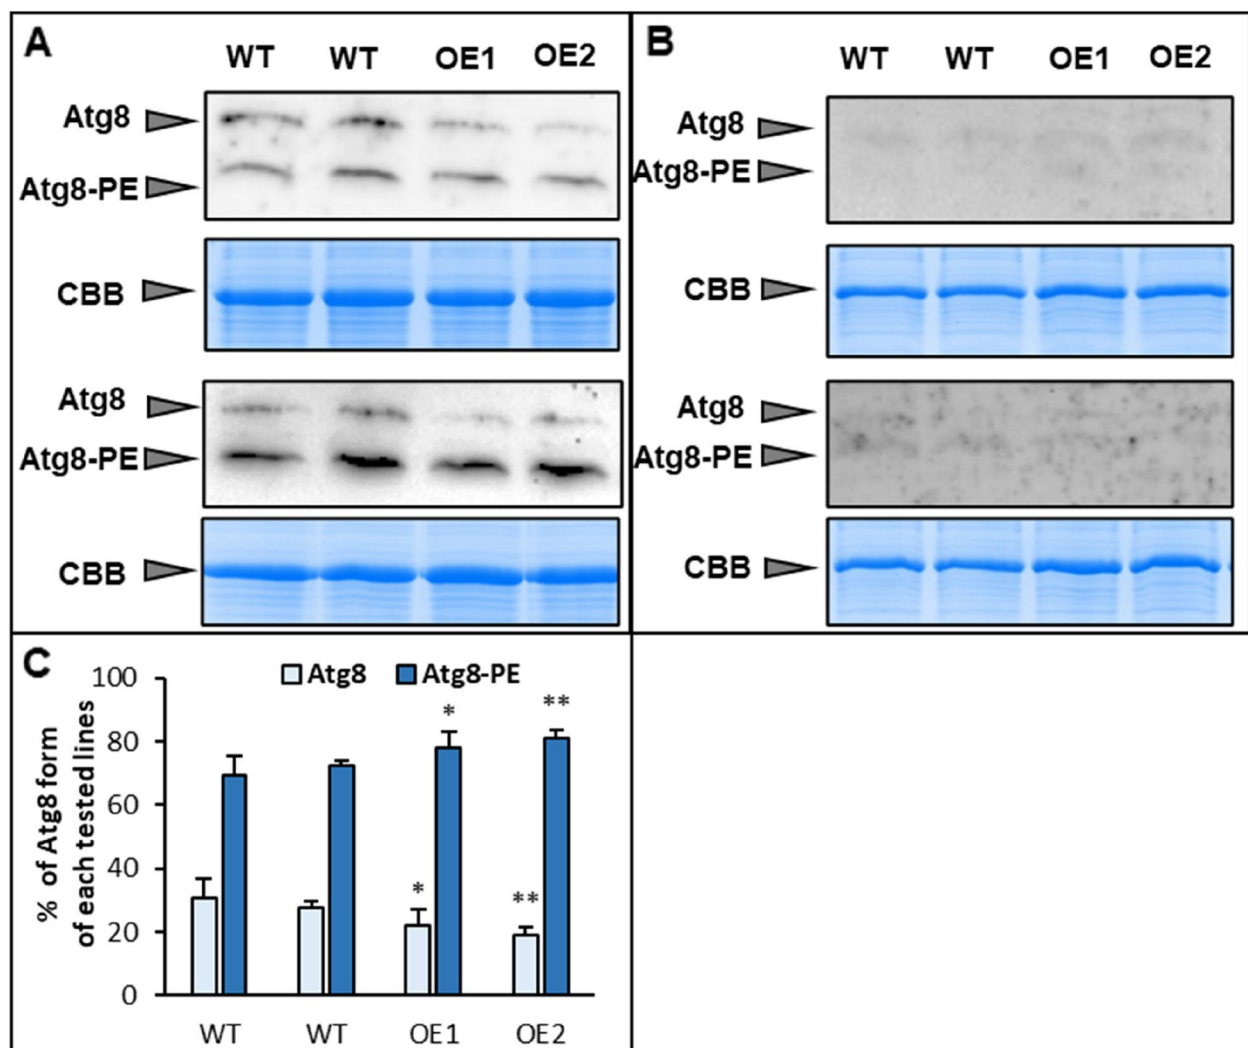 A
WT WT OE1 OE2
Atg8
Atg8-PE
CBB
Atg8
Atg8-PE
CBB
B
WT WT OE1 OE2
Atg8
Atg8-PE
CBB
Atg8
Atg8-PE
CBB
C
Atg8 Atg8-PE
% of Atg8 form
of each tested lines
100
80
60
40
20
0
* **
* **
WT WT OE1 OE2